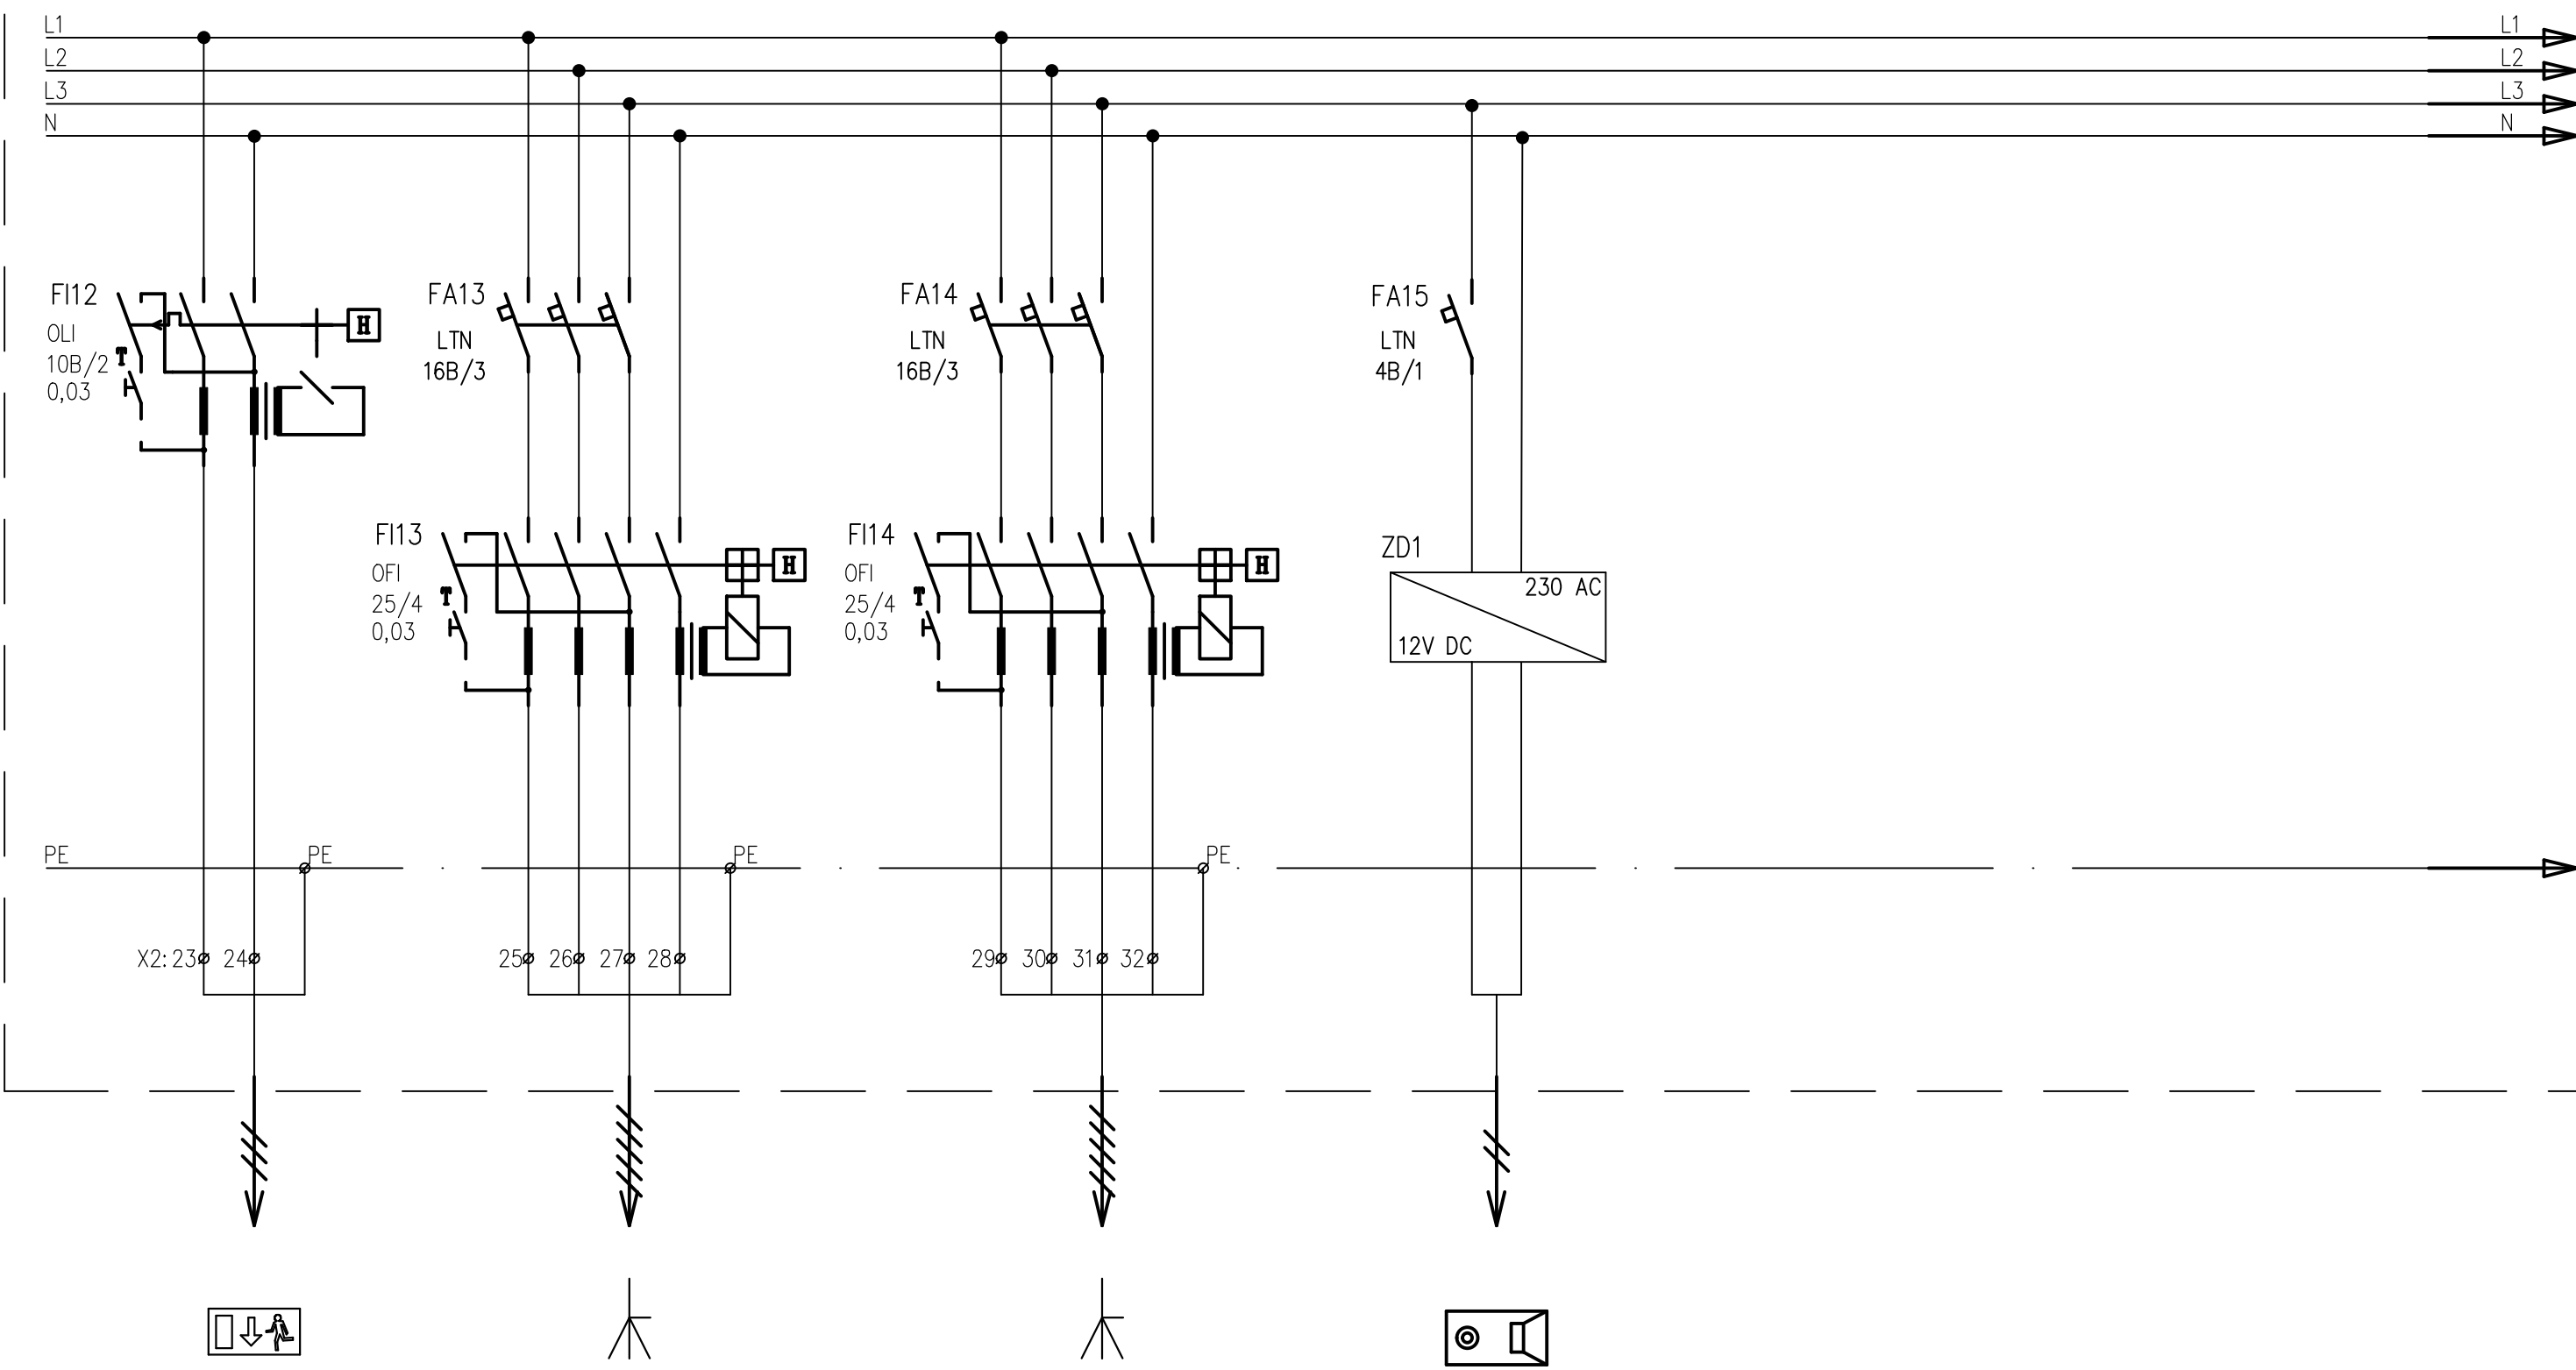 L1 L1
L2 L2
L3 L3
N N
FI12
OLI
10B/2
0,03
T
H
FA13
LTN
16B/3
FA14
LTN
16B/3
FA15
LTN
4B/1
FI13
OFI
25/4
0,03
T
H
FI14
OFI
25/4
0,03
T
H
ZD1
230 AC
12V DC
PE PE PE PE
X2: 23 24 25 26 27 28 29 30 31 32